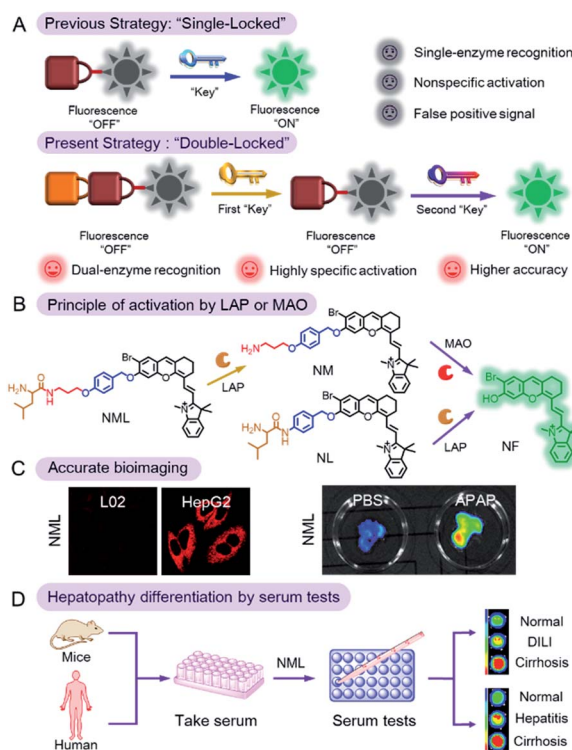 A
Previous Strategy: "Single-Locked"
"Key"
Fluorescence
"OFF"
Fluorescence
"ON"
Single-enzyme recognition
Nonspecific activation
False positive signal
Present Strategy : "Double-Locked"
First "Key"
Second "Key"
Fluorescence
"OFF"
Fluorescence
"OFF"
Fluorescence
"ON"
Dual-enzyme recognition
Highly specific activation
Higher accuracy
B
Principle of activation by LAP or MAO
NH2
O
N
H
O
O
Br
O
N+
NML
LAP
H2N
O
O
Br
O
N+
NM
MAO
NH2
O
N
H
O
Br
O
N+
NL
LAP
Br
HO
O
N+
NF
C
Accurate bioimaging
NML
L02
HepG2
NML
PBS
APAP
D
Hepatopathy differentiation by serum tests
Mice
Human
Take serum
NML
Serum tests
Normal
DILI
Cirrhosis
Normal
Hepatitis
Cirrhosis